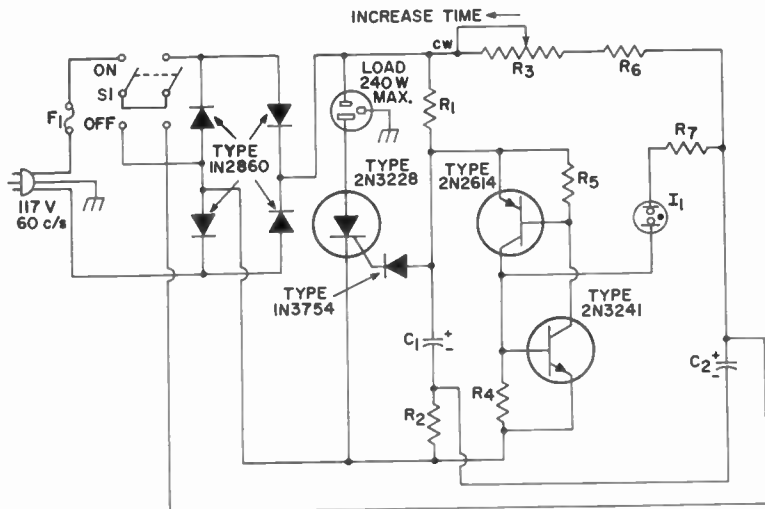 INCREASE TIME
CW
ON
S1
F1
OFF
LOAD
240 W
MAX.
R1
R3
R6
R7
TYPE
1N2860
TYPE
2N3228
TYPE
2N2614
R5
I1
117 V
60 c/s
TYPE
1N3754
TYPE
2N3241
C1
+
-
R4
R2
C2
+
-